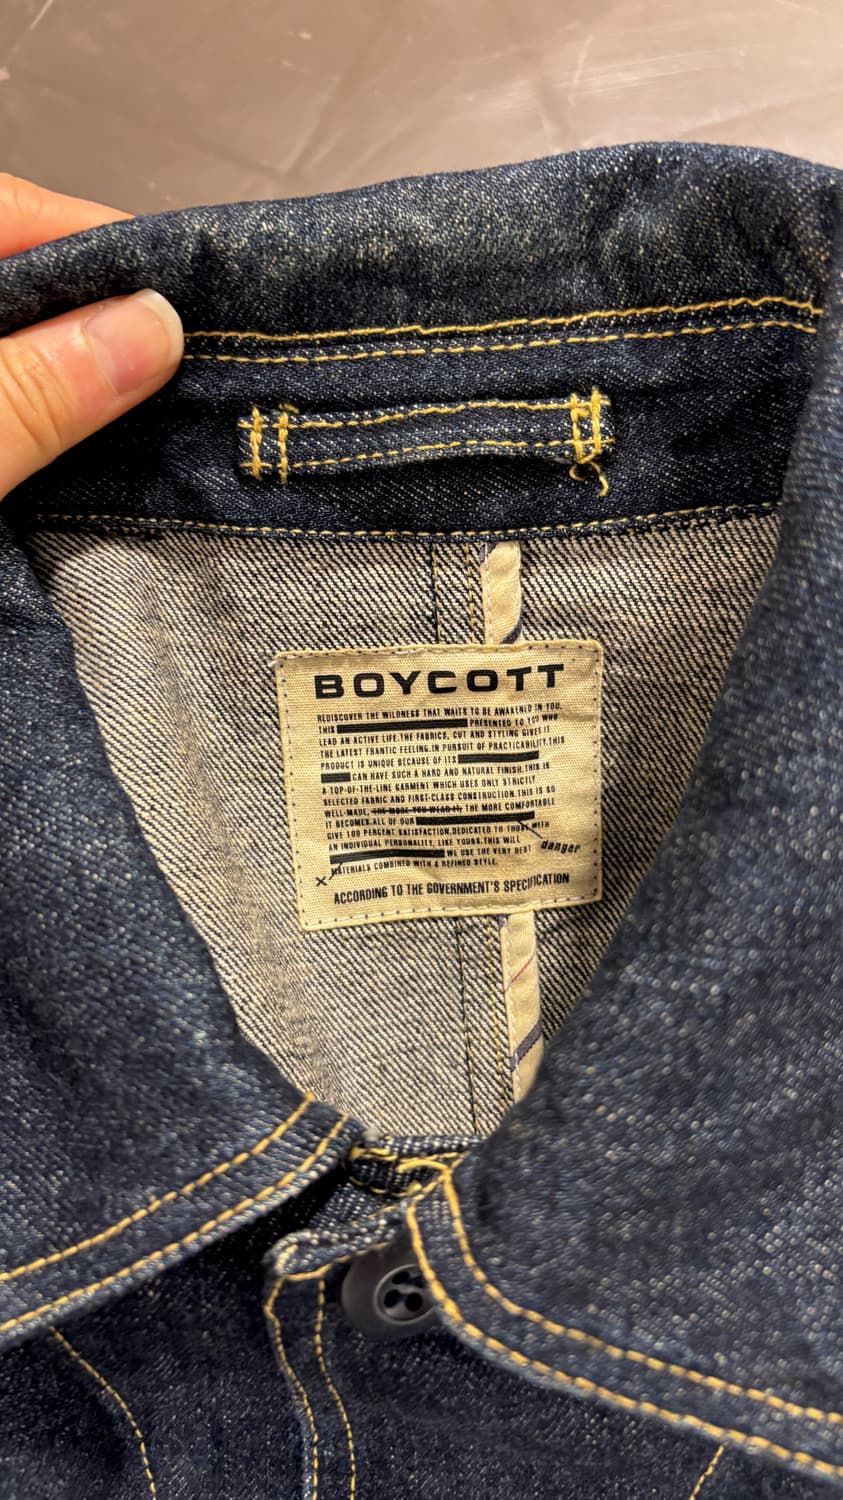 BOYCOTT
REDISCOVER THE WILDNESS THAT WAITS TO BE AWAKENED IN YOU.
THIS PRESENTED TO YOU WHO
LEAD AN ACTIVE LIFE.THE FABRICS, CUT AND STYLING GIVES IT
THE LATEST FRANTIC FEELING.IN PURSUIT OF PRACTICABILITY.THIS
PRODUCT IS UNIQUE BECAUSE OF ITS
CAN HAVE SUCH A HARD AND NATURAL FINISH.THIS IS
A TOP-OF-THE-LINE GARMENT WHICH USES ONLY STRICTLY
SELECTED FABRIC AND FIRST-CLASS CONSTRUCTION.THIS IS SO
WELL-MADE, THE MORE YOU WEAR IT, THE MORE COMFORTABLE
IT BECOMES.ALL OF OUR
GIVE 100 PERCENT SATISFACTION.DEDICATED TO THOSE WITH
AN INDIVIDUAL PERSONALITY, LIKE YOURS.THIS WILL danger
WE USE THE VERY BEST
MATERIALS COMBINED WITH A REFINED STYLE.
× ACCORDING TO THE GOVERNMENT'S SPECIFICATION